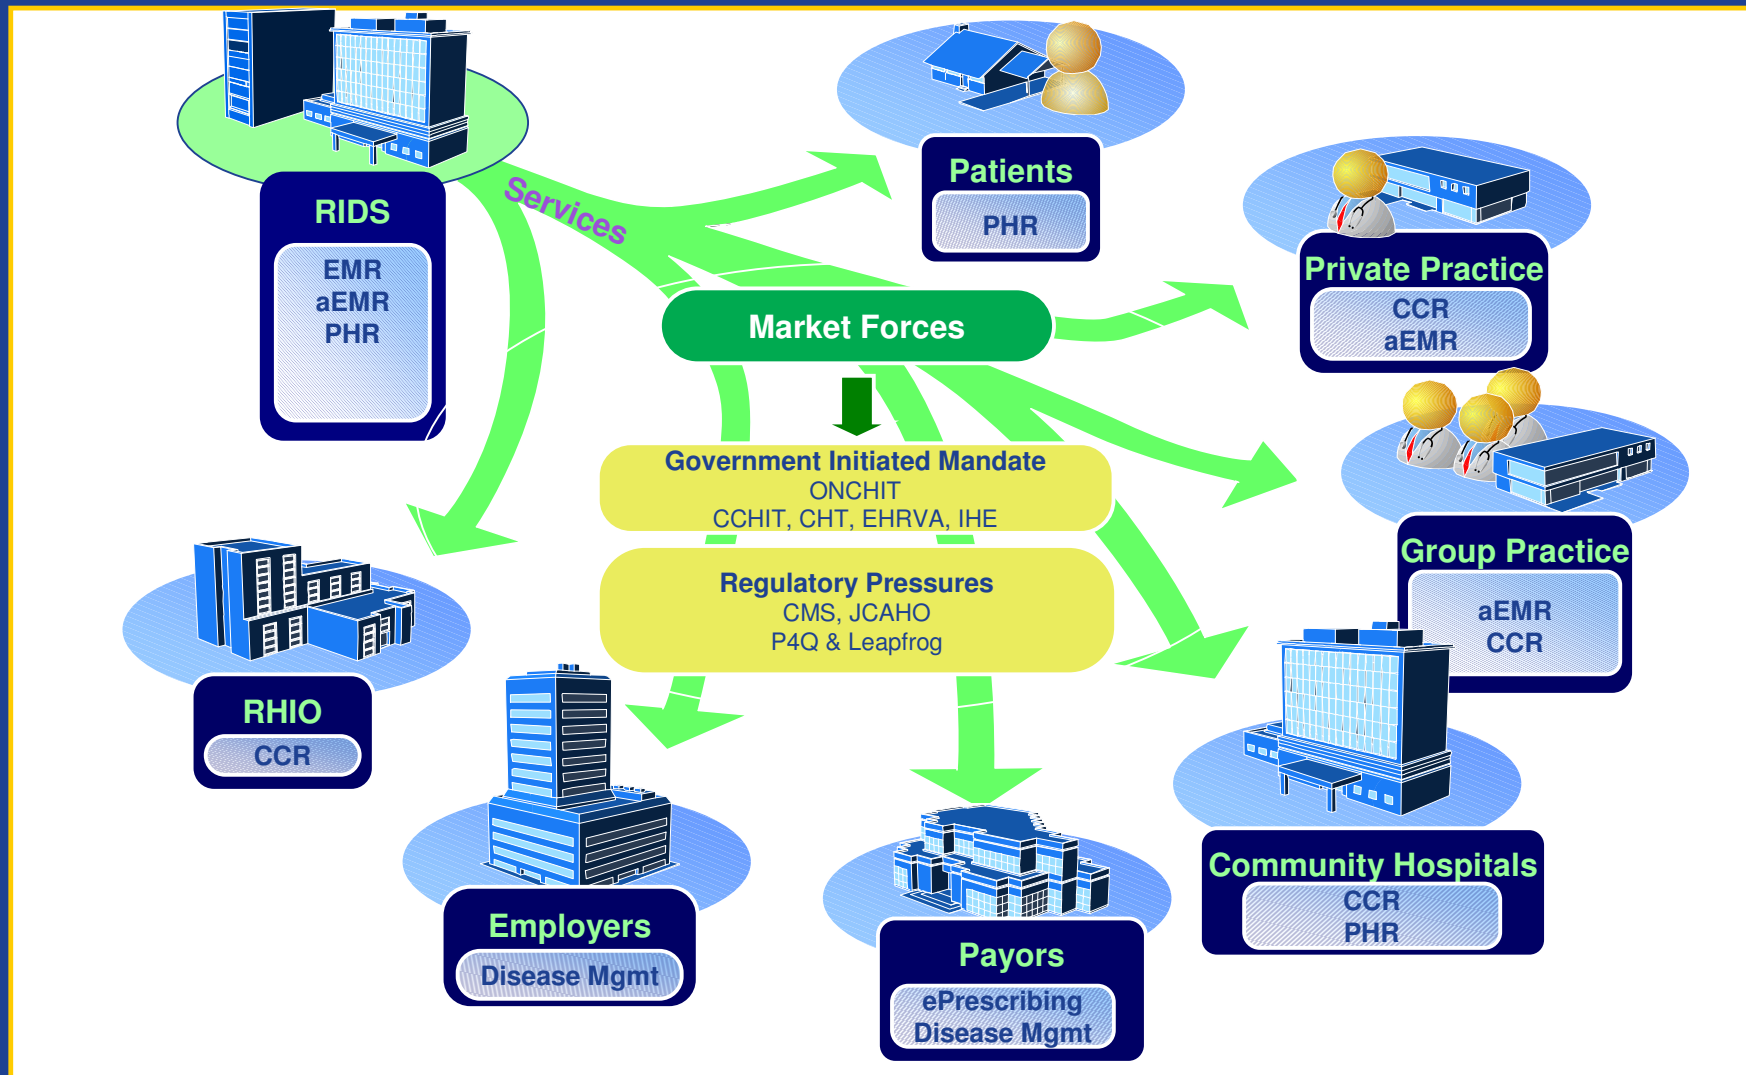 RIDS
EMR
aEMR
PHR
Services
Patients
PHR
Private Practice
CCR
aEMR
Market Forces
Government Initiated Mandate
ONCHIT
CCHIT, CHT, EHRVA, IHE
Regulatory Pressures
CMS, JCAHO
P4Q & Leapfrog
Group Practice
aEMR
CCR
RHIO
CCR
Employers
Disease Mgmt
Payors
ePrescribing
Disease Mgmt
Community Hospitals
CCR
PHR